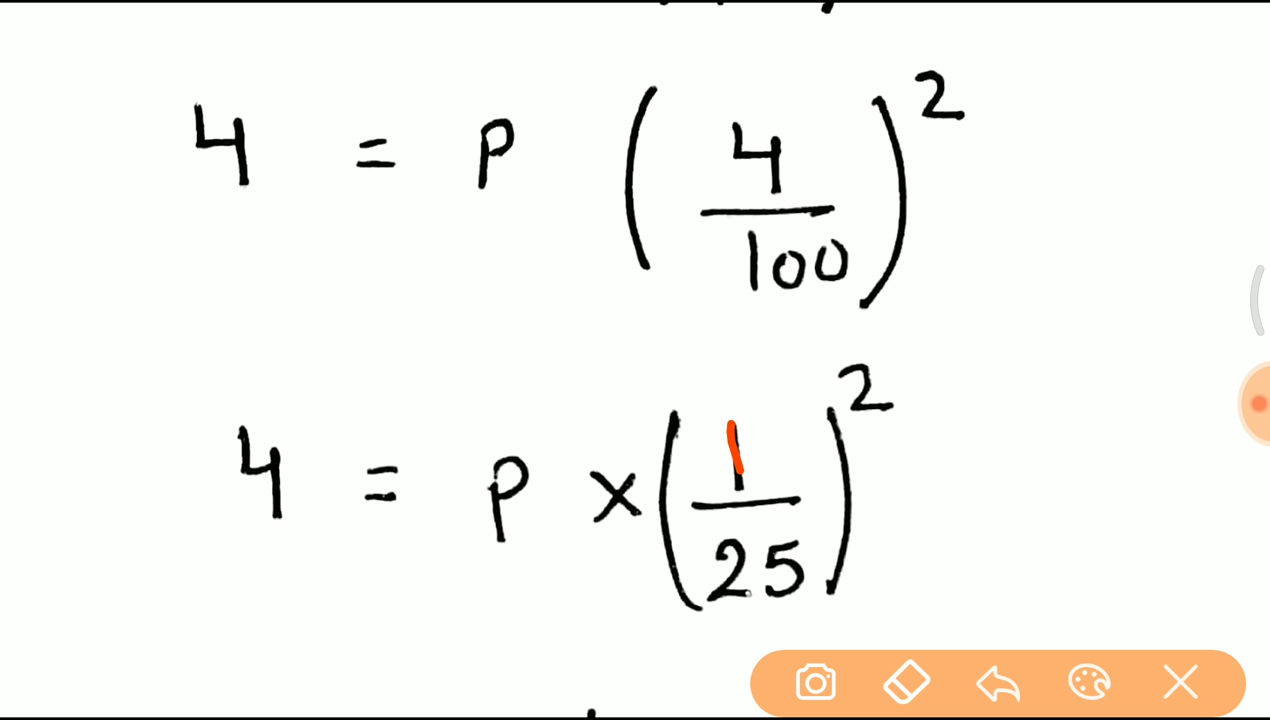 4 = P ( 4 / 100 )²
4 = P × ( 1 / 25 )²